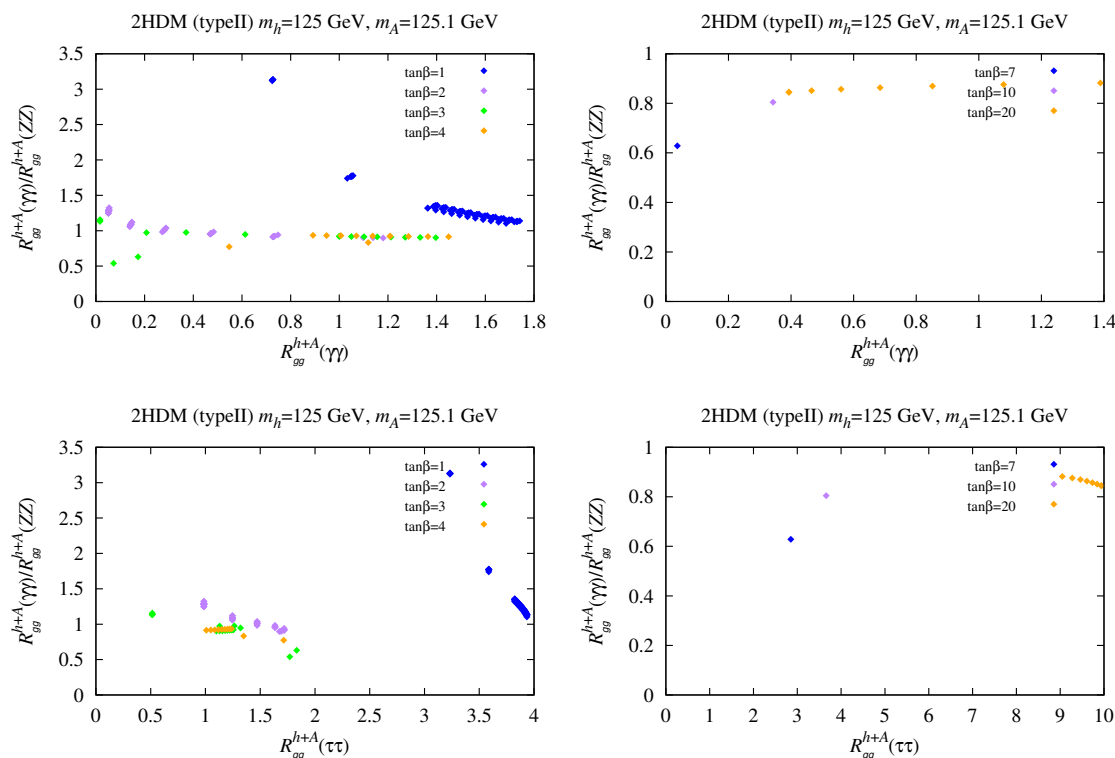 2HDM (typeII) m_h=125 GeV, m_A=125.1 GeV
R_gg^{h+A}(γγ)/R_gg^{h+A}(ZZ)
3.5
3
2.5
2
1.5
1
0.5
0
tanβ=1
tanβ=2
tanβ=3
tanβ=4
0 0.2 0.4 0.6 0.8 1 1.2 1.4 1.6 1.8
R_gg^{h+A}(γγ)
2HDM (typeII) m_h=125 GeV, m_A=125.1 GeV
R_gg^{h+A}(γγ)/R_gg^{h+A}(ZZ)
1
0.8
0.6
0.4
0.2
0
tanβ=7
tanβ=10
tanβ=20
0 0.2 0.4 0.6 0.8 1 1.2 1.4
R_gg^{h+A}(γγ)
2HDM (typeII) m_h=125 GeV, m_A=125.1 GeV
R_gg^{h+A}(γγ)/R_gg^{h+A}(ZZ)
3.5
3
2.5
2
1.5
1
0.5
0
tanβ=1
tanβ=2
tanβ=3
tanβ=4
0 0.5 1 1.5 2 2.5 3 3.5 4
R_gg^{h+A}(ττ)
2HDM (typeII) m_h=125 GeV, m_A=125.1 GeV
R_gg^{h+A}(γγ)/R_gg^{h+A}(ZZ)
1
0.8
0.6
0.4
0.2
0
tanβ=7
tanβ=10
tanβ=20
0 1 2 3 4 5 6 7 8 9 10
R_gg^{h+A}(ττ)